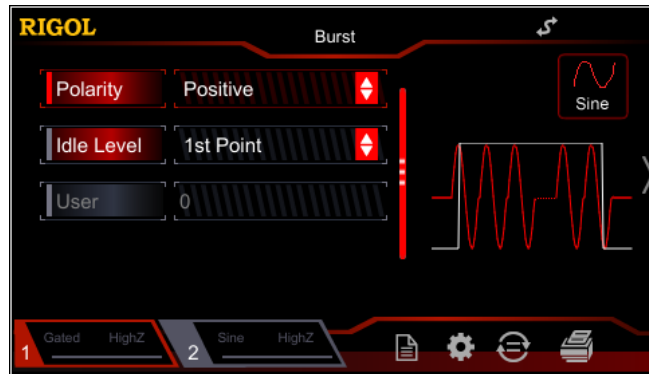 RIGOL
Burst
Polarity Positive
Sine
Idle Level 1st Point
User 0
1 Gated HighZ 2 Sine HighZ